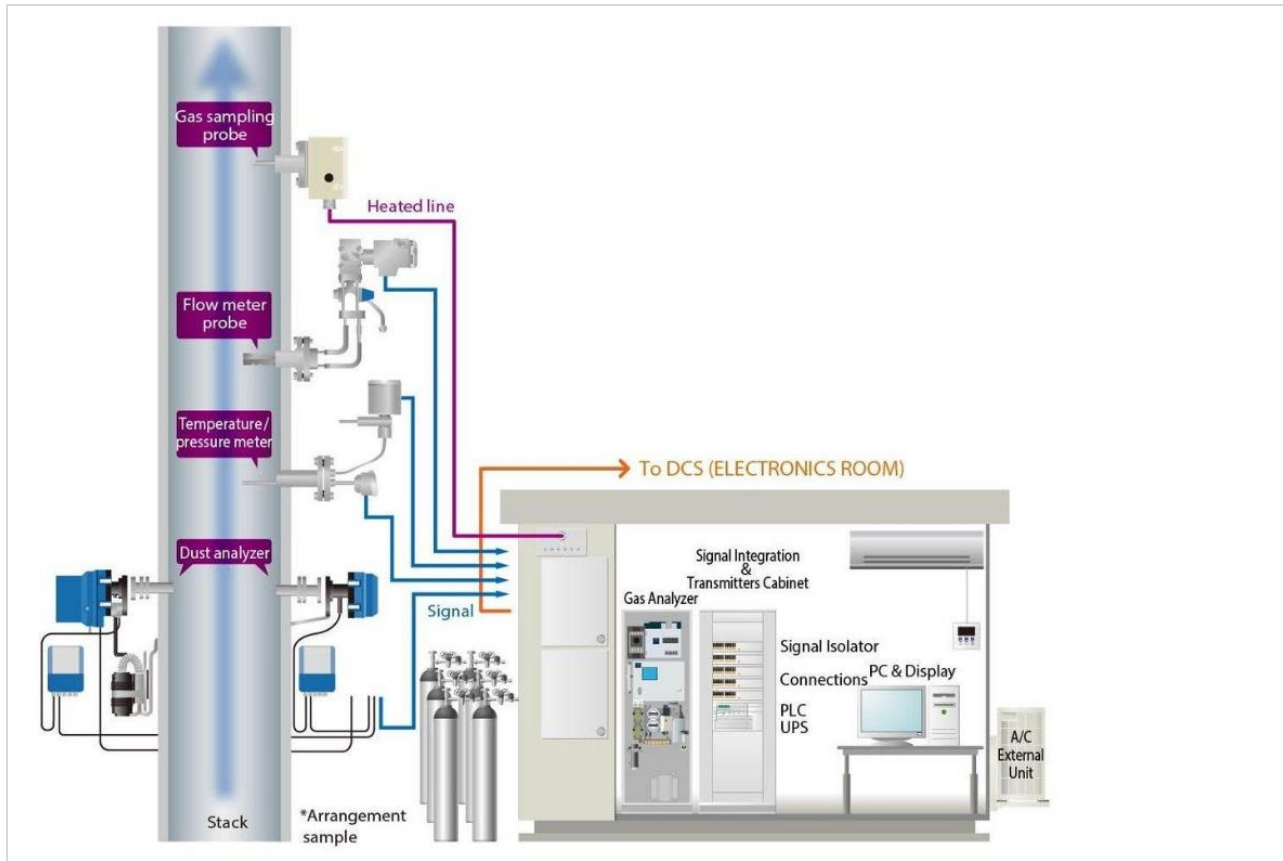 Gas sampling
probe
Heated line
Flow meter
probe
Temperature/
pressure meter
To DCS (ELECTRONICS ROOM)
Dust analyzer
Signal Integration
&
Transmitters Cabinet
Gas Analyzer
Signal
Signal Isolator
PC & Display
Connections
PLC
UPS
A/C
External
Unit
Stack
*Arrangement
sample